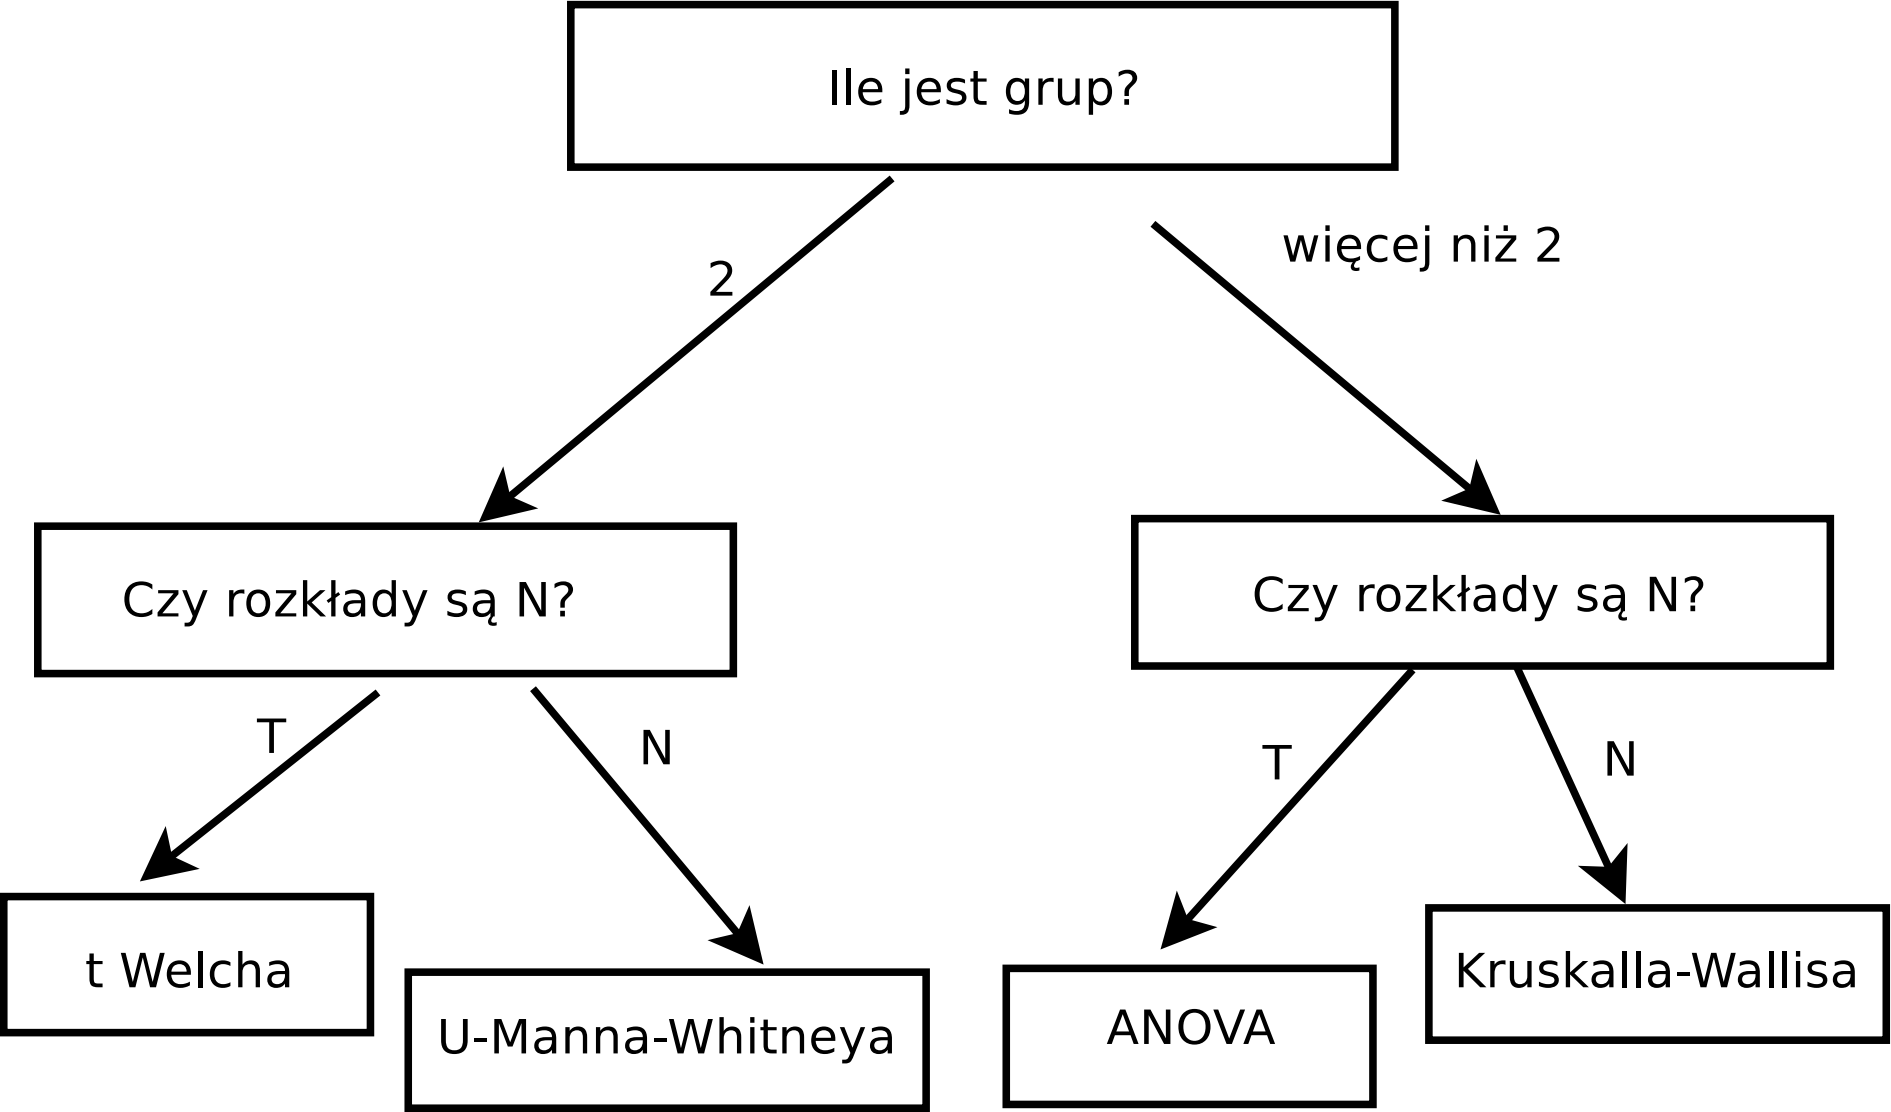 Ile jest grup?
2
więcej niż 2
Czy rozkłady są N?
Czy rozkłady są N?
T
N
T
N
t Welcha
U-Manna-Whitneya
ANOVA
Kruskalla-Wallisa